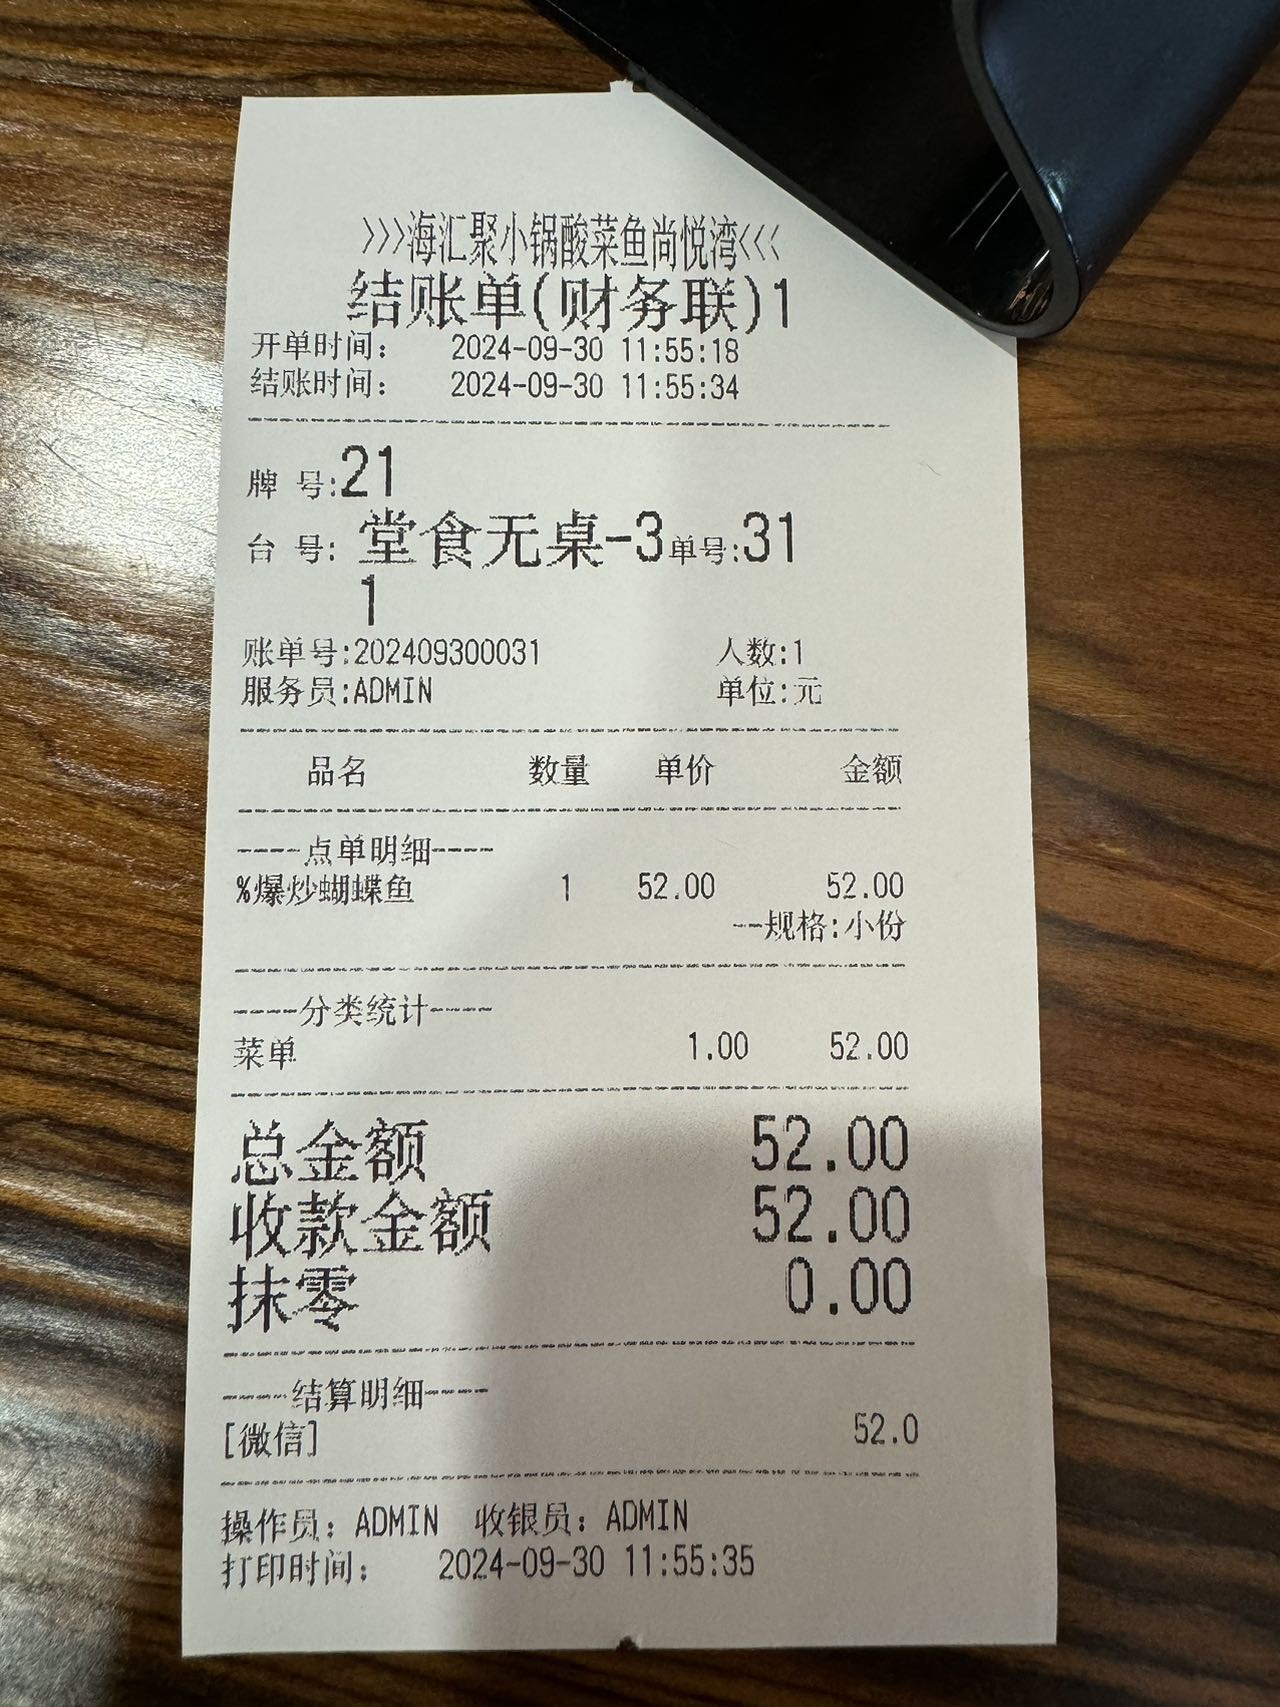 >>>海汇聚小锅酸菜鱼尚悦湾<<<
结账单(财务联)1
开单时间: 2024-09-30 11:55:18
结账时间: 2024-09-30 11:55:34
牌 号:21
台 号: 堂食无桌-3单号:31
1
账单号:202409300031 人数:1
服务员:ADMIN 单位:元
品名 数量 单价 金额
----点单明细----
%爆炒蝴蝶鱼 1 52.00 52.00
--规格:小份
----分类统计----
菜单 1.00 52.00
总金额 52.00
收款金额 52.00
抹零 0.00
----结算明细----
[微信] 52.0
操作员: ADMIN 收银员: ADMIN
打印时间: 2024-09-30 11:55:35